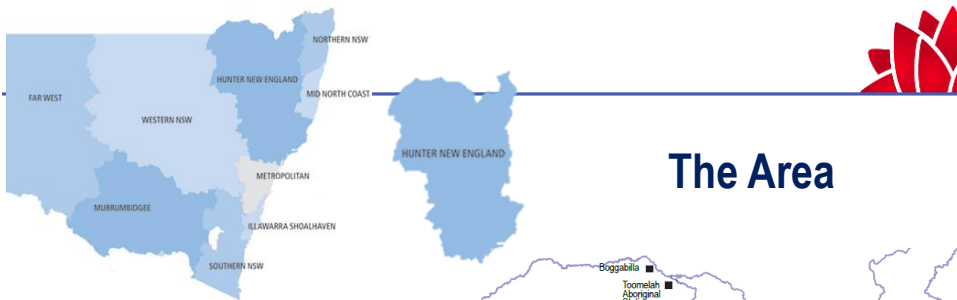 NORTHERN NSW
HUNTER NEW ENGLAND
FAR WEST
MID NORTH COAST
WESTERN NSW
HUNTER NEW ENGLAND
The Area
METROPOLITAN
MURRUMBIDGEE
ILLAWARRA SHOALHAVEN
SOUTHERN NSW
Boggabilla
Toomelah
Aboriginal